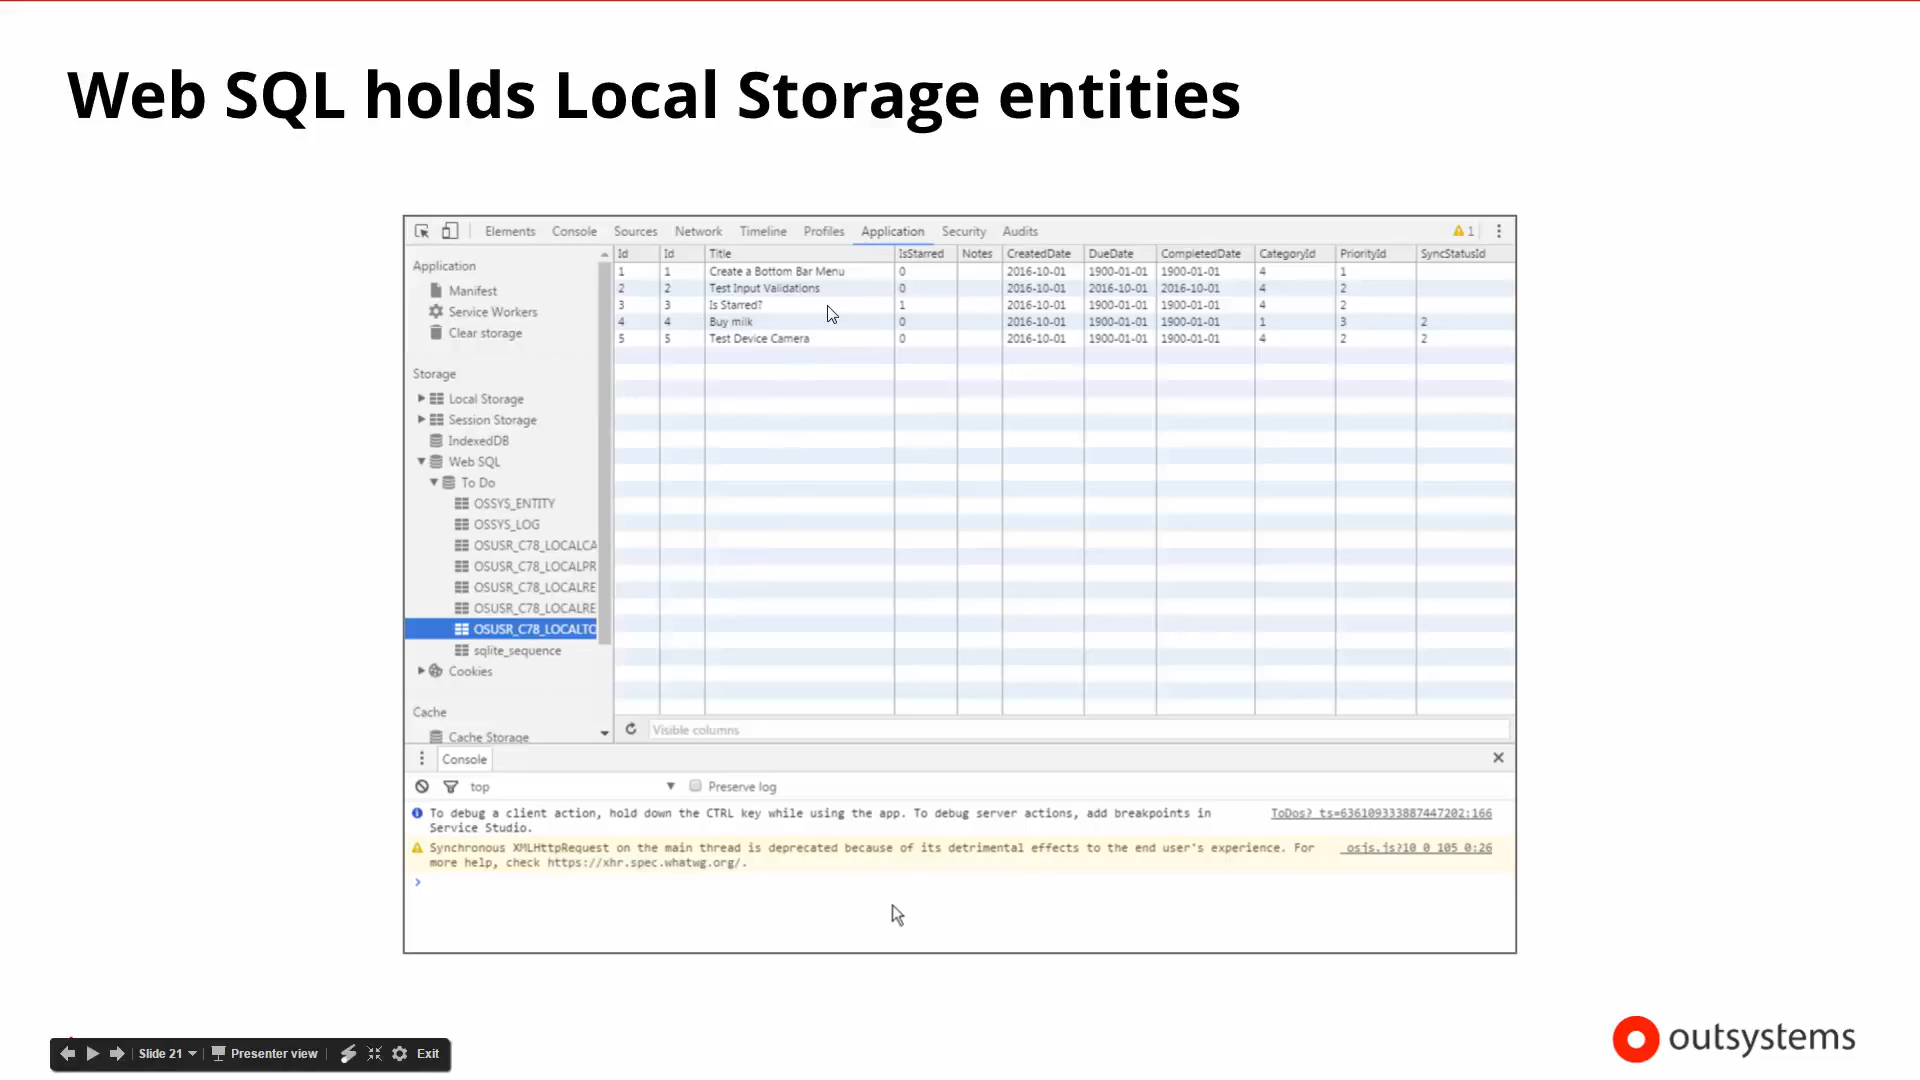 Web SQL holds Local Storage entities
Elements Console Sources Network Timeline Profiles Application Security Audits 1
Application
Manifest
Service Workers
Clear storage
Storage
Local Storage
Session Storage
IndexedDB
Web SQL
To Do
OSSYS_ENTITY
OSSYS_LOG
OSUSR_C78_LOCALCA
OSUSR_C78_LOCALPR
OSUSR_C78_LOCALRE
OSUSR_C78_LOCALRE
OSUSR_C78_LOCALTO
sqlite_sequence
Cookies
Cache
Cache Storage
Id Id Title IsStarred Notes CreatedDate DueDate CompletedDate CategoryId PriorityId SyncStatusId
1 1 Create a Bottom Bar Menu 0 2016-10-01 1900-01-01 1900-01-01 4 1
2 2 Test Input Validations 0 2016-10-01 2016-10-01 2016-10-01 4 2
3 3 Is Starred? 1 2016-10-01 1900-01-01 1900-01-01 4 2
4 4 Buy milk 0 2016-10-01 1900-01-01 1900-01-01 1 3 2
5 5 Test Device Camera 0 2016-10-01 1900-01-01 1900-01-01 4 2 2
Visible columns
Console
top Preserve log
To debug a client action, hold down the CTRL key while using the app. To debug server actions, add breakpoints in ToDos?_ts=636109333887447202:166
Service Studio.
Synchronous XMLHttpRequest on the main thread is deprecated because of its detrimental effects to the end user's experience. For _osjs.js?10_0_105_0:26
more help, check https://xhr.spec.whatwg.org/.
Slide 21 Presenter view Exit
outsystems